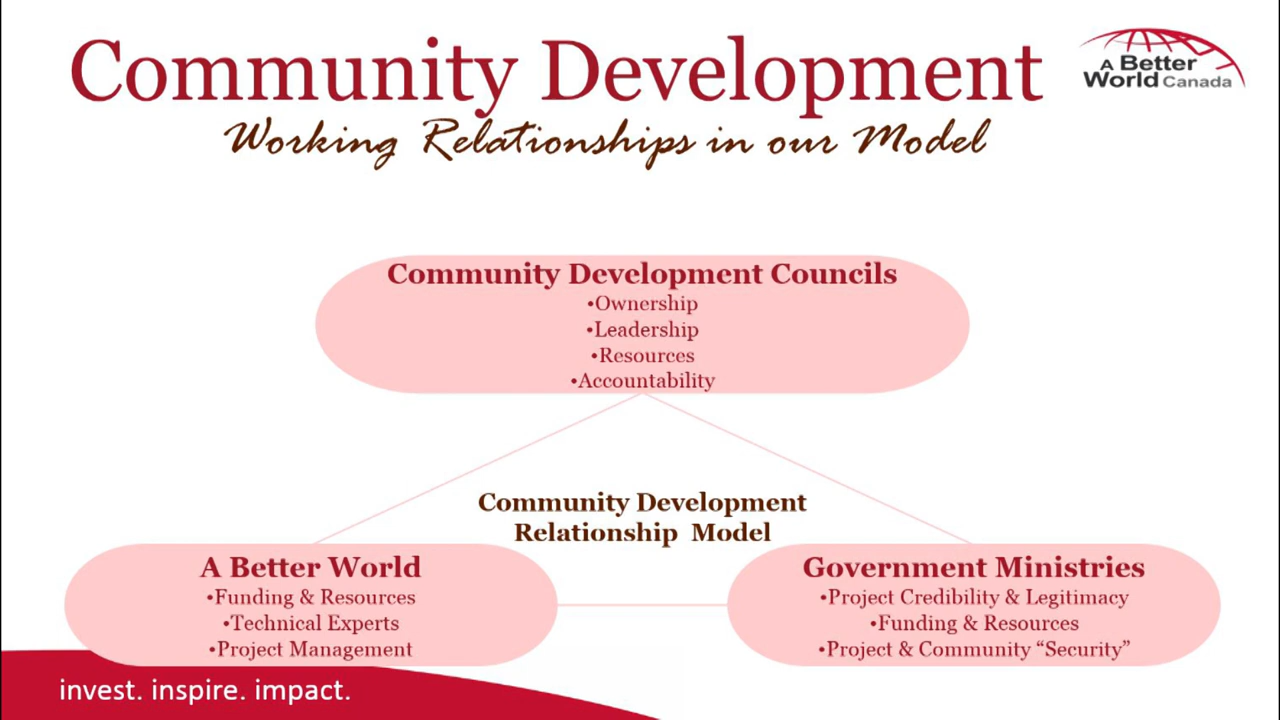 Community Development
Working Relationships in our Model
A Better
World Canada
Community Development Councils
•Ownership
•Leadership
•Resources
•Accountability
Community Development
Relationship Model
A Better World
•Funding & Resources
•Technical Experts
•Project Management
Government Ministries
•Project Credibility & Legitimacy
•Funding & Resources
•Project & Community “Security”
invest. inspire. impact.